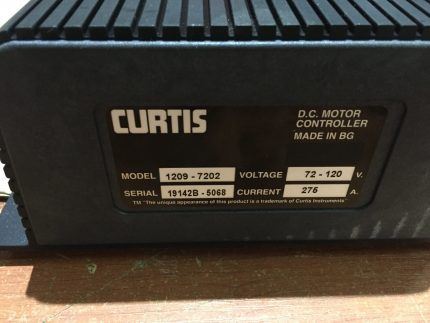 CURTIS
D.C. MOTOR
CONTROLLER
MADE IN BG
MODEL 1209 - 7202 VOLTAGE 72 - 120 V.
SERIAL 19142B - 5068 CURRENT 275 A.
TM "The unique appearance of this product is a trademark of Curtis Instruments"